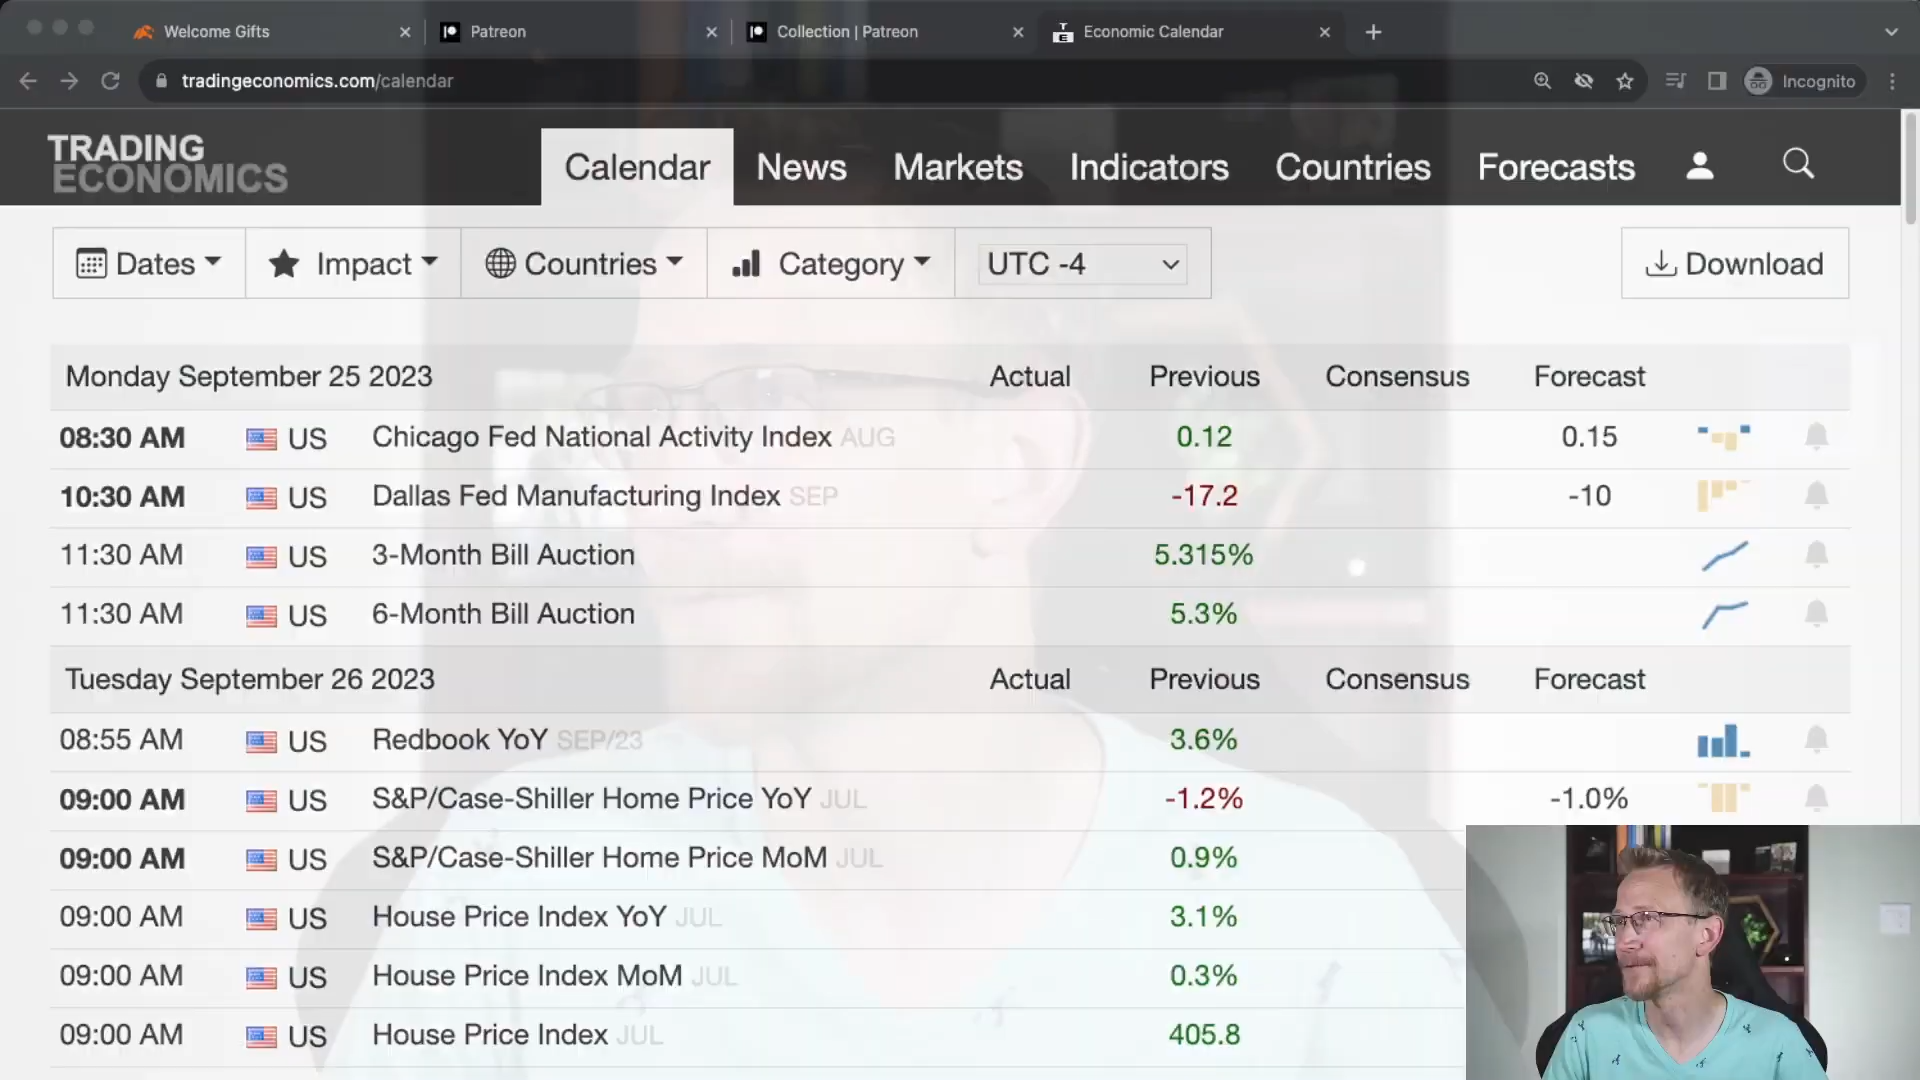 Welcome Gifts
Patreon
Collection | Patreon
Economic Calendar
tradingeconomics.com/calendar
Incognito
TRADING
ECONOMICS
Calendar News Markets Indicators Countries Forecasts
Dates Impact Countries Category UTC -4 Download
Monday September 25 2023 Actual Previous Consensus Forecast
08:30 AM US Chicago Fed National Activity Index AUG 0.12 0.15
10:30 AM US Dallas Fed Manufacturing Index SEP -17.2 -10
11:30 AM US 3-Month Bill Auction 5.315%
11:30 AM US 6-Month Bill Auction 5.3%
Tuesday September 26 2023 Actual Previous Consensus Forecast
08:55 AM US Redbook YoY SEP/23 3.6%
09:00 AM US S&P/Case-Shiller Home Price YoY JUL -1.2% -1.0%
09:00 AM US S&P/Case-Shiller Home Price MoM JUL 0.9%
09:00 AM US House Price Index YoY JUL 3.1%
09:00 AM US House Price Index MoM JUL 0.3%
09:00 AM US House Price Index JUL 405.8